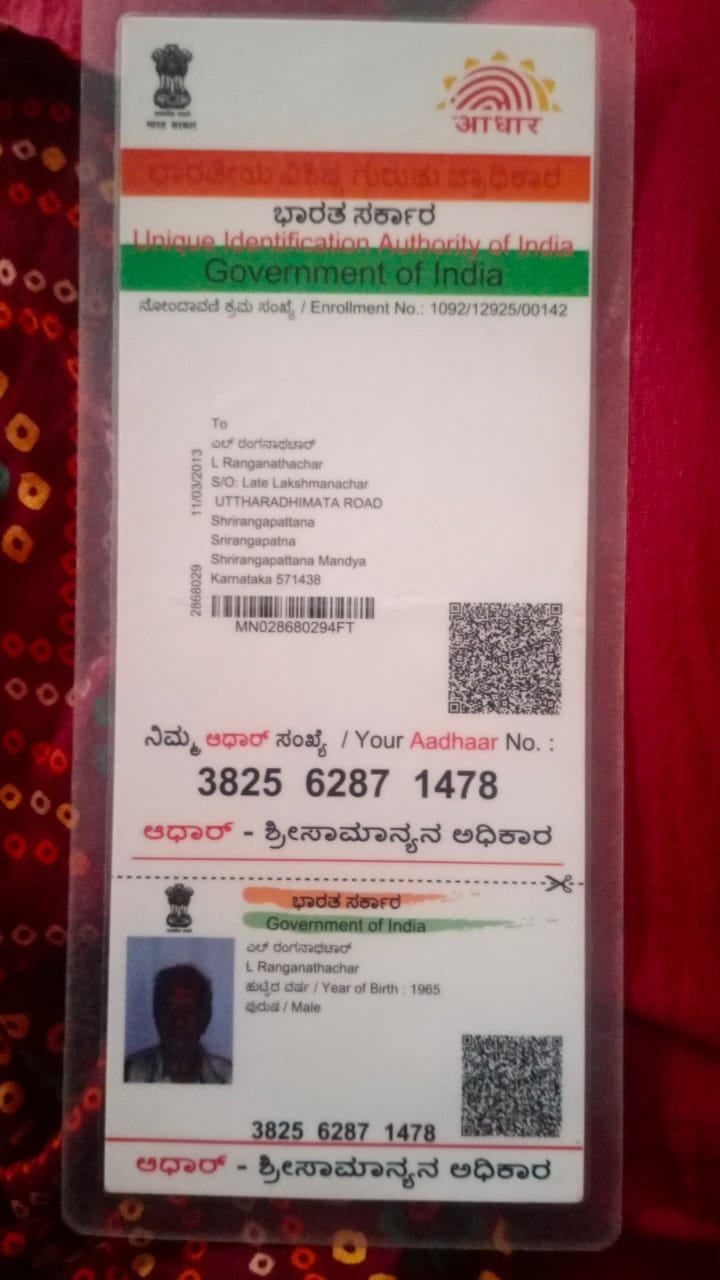 भारत सरकार
आधार
ಭಾರತೀಯ ವಿಶಿಷ್ಟ ಗುರುತು ಪ್ರಾಧಿಕಾರ
ಭಾರತ ಸರ್ಕಾರ
Unique Identification Authority of India
Government of India
ನೋಂದಾವಣಿ ಕ್ರಮ ಸಂಖ್ಯೆ / Enrollment No.: 1092/12925/00142
To
ಎಲ್ ರಂಗನಾಥಚಾರ್
L Ranganathachar
S/O: Late Lakshmanachar
UTTHARADHIMATA ROAD
Shrirangapattana
Srirangapatna
Shrirangapattana Mandya
Karnataka 571438
11/03/2013
2868029
MN028680294FT
ನಿಮ್ಮ ಆಧಾರ್ ಸಂಖ್ಯೆ / Your Aadhaar No. :
3825 6287 1478
ಆಧಾರ್ - ಶ್ರೀಸಾಮಾನ್ಯನ ಅಧಿಕಾರ
ಭಾರತ ಸರ್ಕಾರ
Government of India
ಎಲ್ ರಂಗನಾಥಚಾರ್
L Ranganathachar
ಹುಟ್ಟಿದ ವರ್ಷ / Year of Birth : 1965
ಪುರುಷ / Male
3825 6287 1478
ಆಧಾರ್ - ಶ್ರೀಸಾಮಾನ್ಯನ ಅಧಿಕಾರ